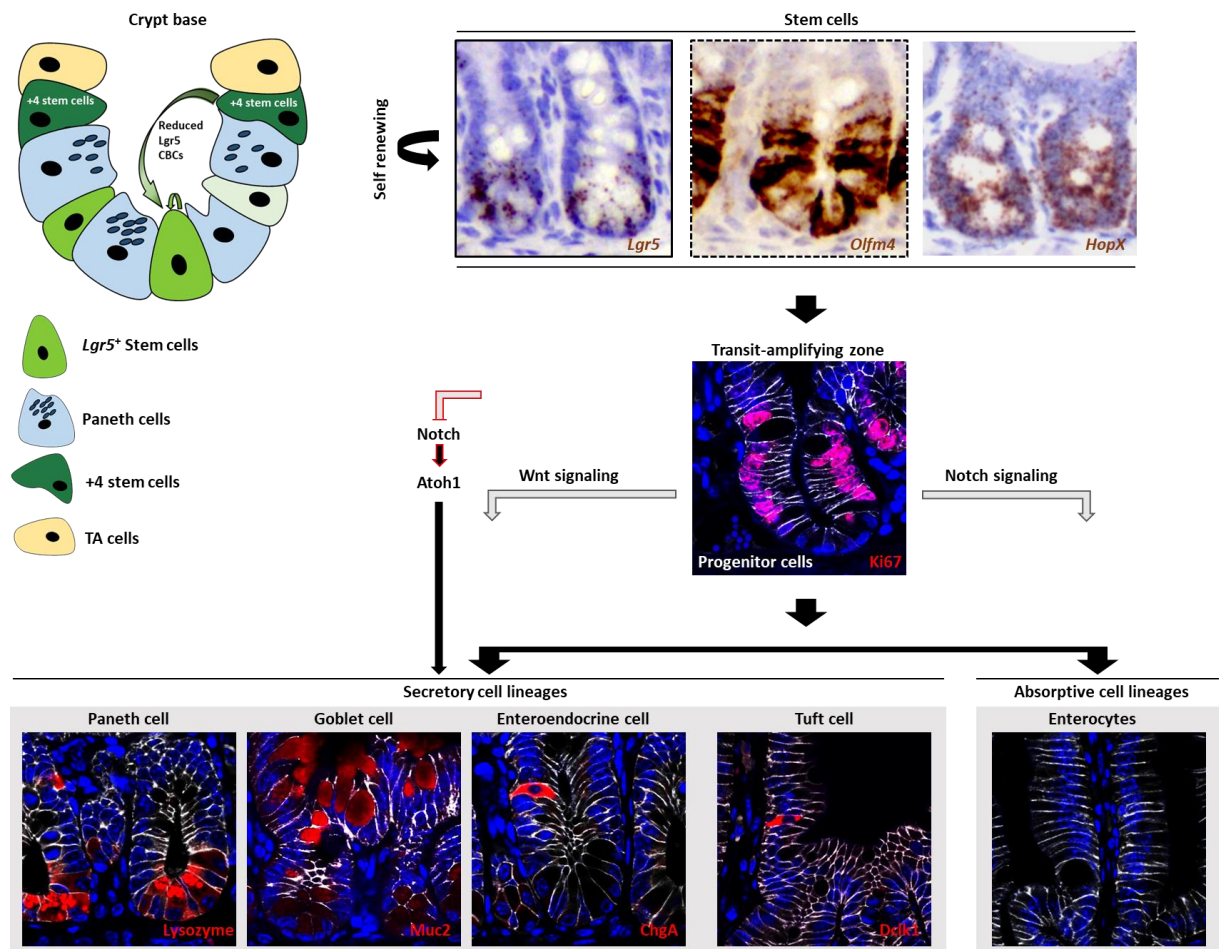 Crypt base
Stem cells
+4 stem cells
+4 stem cells
Reduced
Lgr5
CBCs
Self renewing
Lgr5
Olfm4
HopX
Lgr5+ Stem cells
Paneth cells
+4 stem cells
TA cells
Transit-amplifying zone
Notch
Atoh1
Wnt signaling
Notch signaling
Progenitor cells
Ki67
Secretory cell lineages
Absorptive cell lineages
Paneth cell
Goblet cell
Enteroendocrine cell
Tuft cell
Enterocytes
Lysozyme
Muc2
ChgA
Dclk1